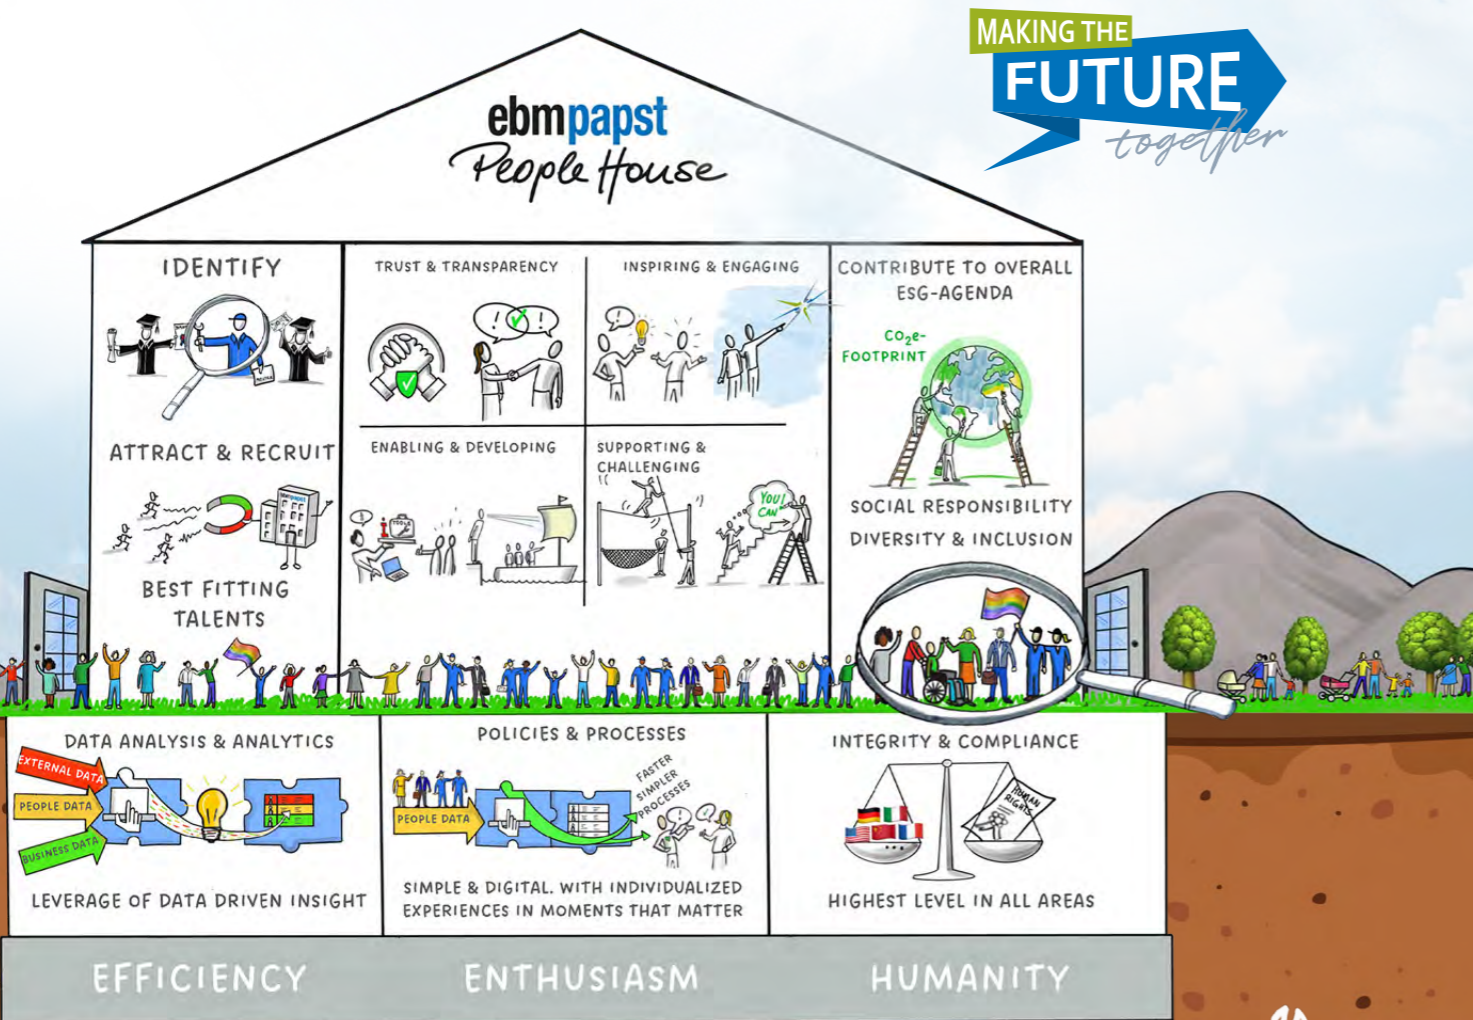 MAKING THE
FUTURE
together
ebmpapst
People House
IDENTIFY
ATTRACT & RECRUIT
ebmpapst
BEST FITTING
TALENTS
TRUST & TRANSPARENCY
INSPIRING & ENGAGING
ENABLING & DEVELOPING
TOOLS
SUPPORTING &
CHALLENGING
YOU!
CAN
CONTRIBUTE TO OVERALL
ESG-AGENDA
CO2e-
FOOTPRINT
SOCIAL RESPONSIBILITY
DIVERSITY & INCLUSION
DATA ANALYSIS & ANALYTICS
EXTERNAL DATA
PEOPLE DATA
BUSINESS DATA
LEVERAGE OF DATA DRIVEN INSIGHT
POLICIES & PROCESSES
PEOPLE DATA
FASTER
SIMPLER
PROCESSES
SIMPLE & DIGITAL. WITH INDIVIDUALIZED
EXPERIENCES IN MOMENTS THAT MATTER
INTEGRITY & COMPLIANCE
HUMAN
RIGHTS
HIGHEST LEVEL IN ALL AREAS
EFFICIENCY
ENTHUSIASM
HUMANITY